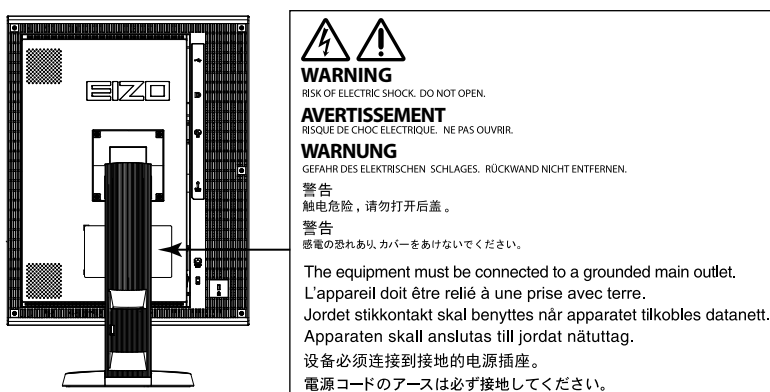 EIZO
WARNING
RISK OF ELECTRIC SHOCK. DO NOT OPEN.
AVERTISSEMENT
RISQUE DE CHOC ELECTRIQUE. NE PAS OUVRIR.
WARNUNG
GEFAHR DES ELEKTRISCHEN SCHLAGES. RÜCKWAND NICHT ENTFERNEN.
警告
触电危险，请勿打开后盖。
警告
感電の恐れあり、カバーをあけないでください。
The equipment must be connected to a grounded main outlet.
L'appareil doit être relié à une prise avec terre.
Jordet stikkontakt skal benyttes når apparatet tilkobles datanett.
Apparaten skall anslutas till jordat nätuttag.
设备必须连接到接地的电源插座。
電源コードのアースは必ず接地してください。